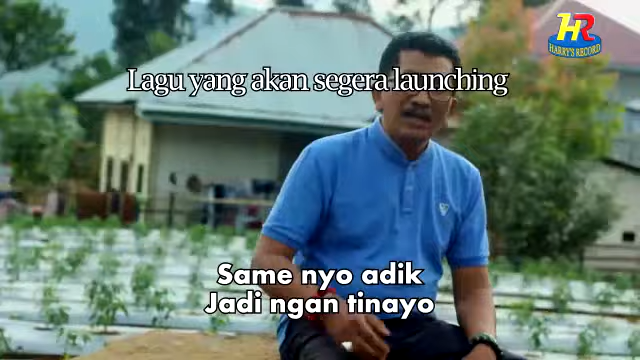 HR
HARRY'S RECORD
Lagu yang akan segera launching
Same nyo adik
Jadi ngan tinayo